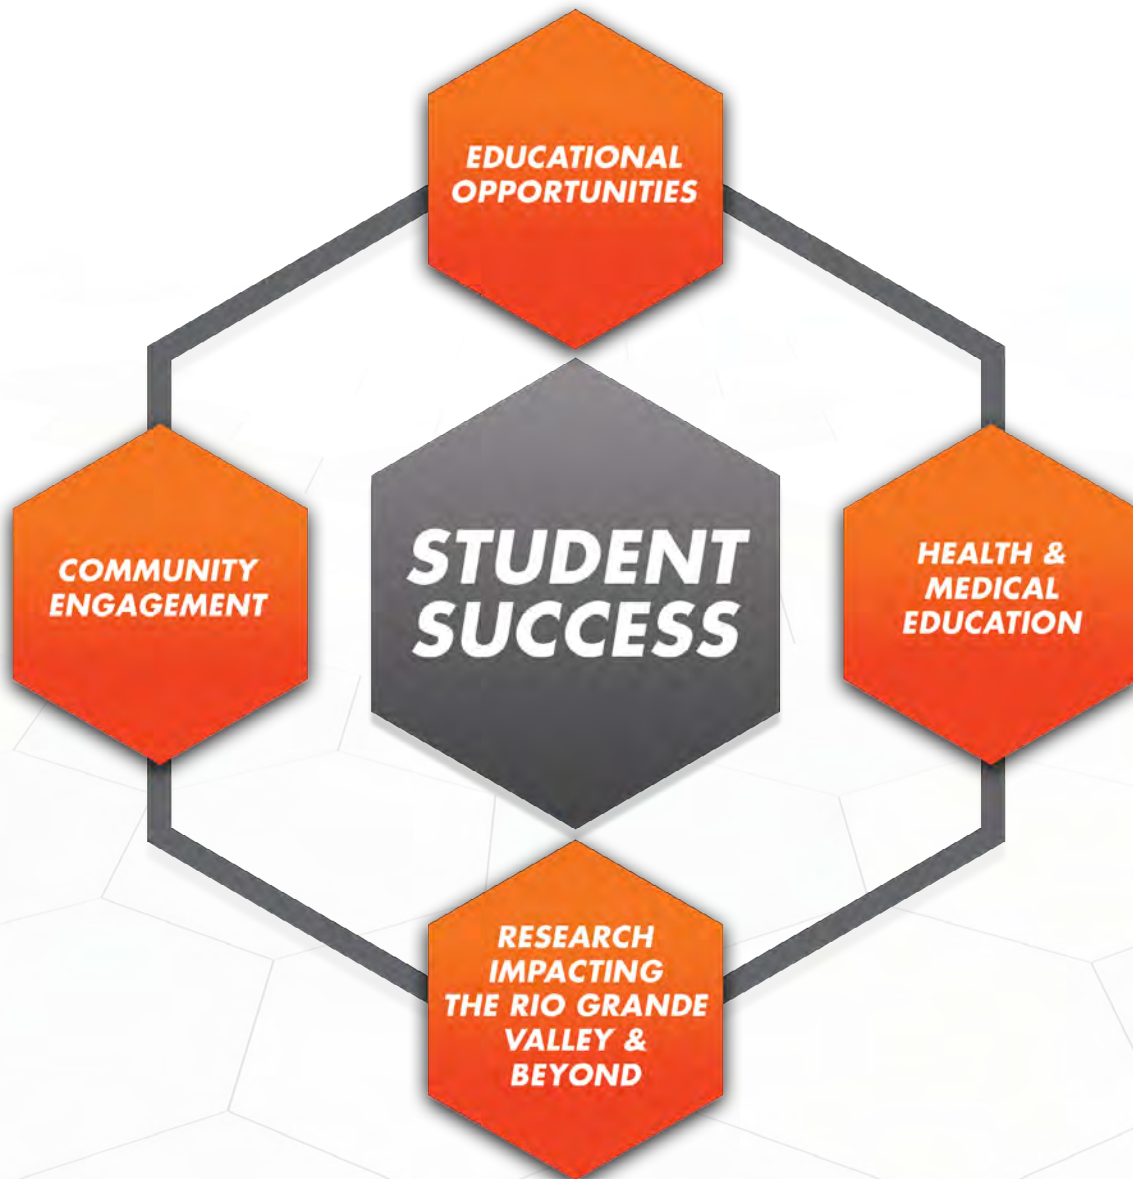 EDUCATIONAL
OPPORTUNITIES
COMMUNITY
ENGAGEMENT
STUDENT
SUCCESS
HEALTH &
MEDICAL
EDUCATION
RESEARCH
IMPACTING
THE RIO GRANDE
VALLEY &
BEYOND